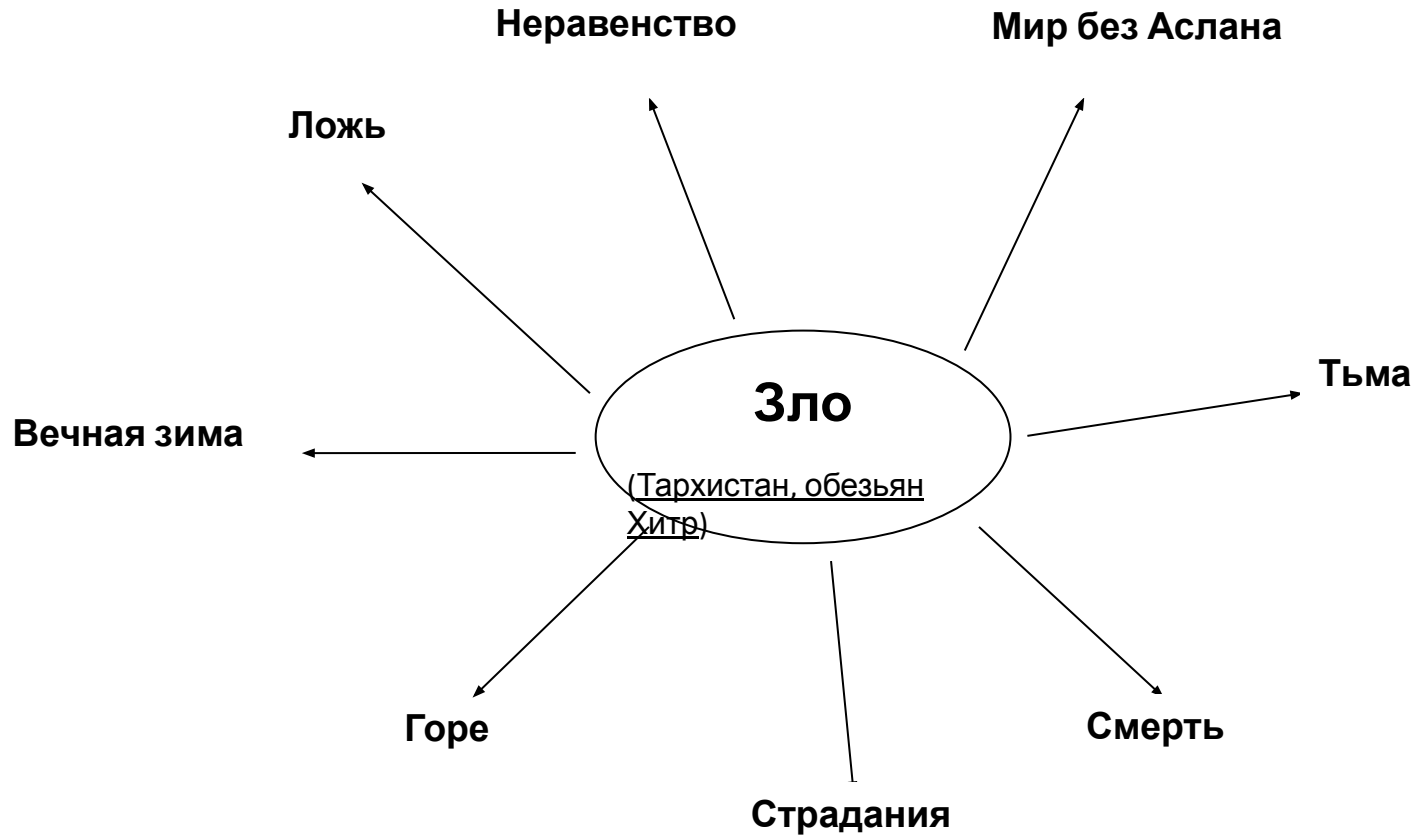 Неравенство
Мир без Аслана
Ложь
Тьма
Зло
Вечная зима
(Тархистан, обезьян
Хитр)
Горе
Смерть
Страдания